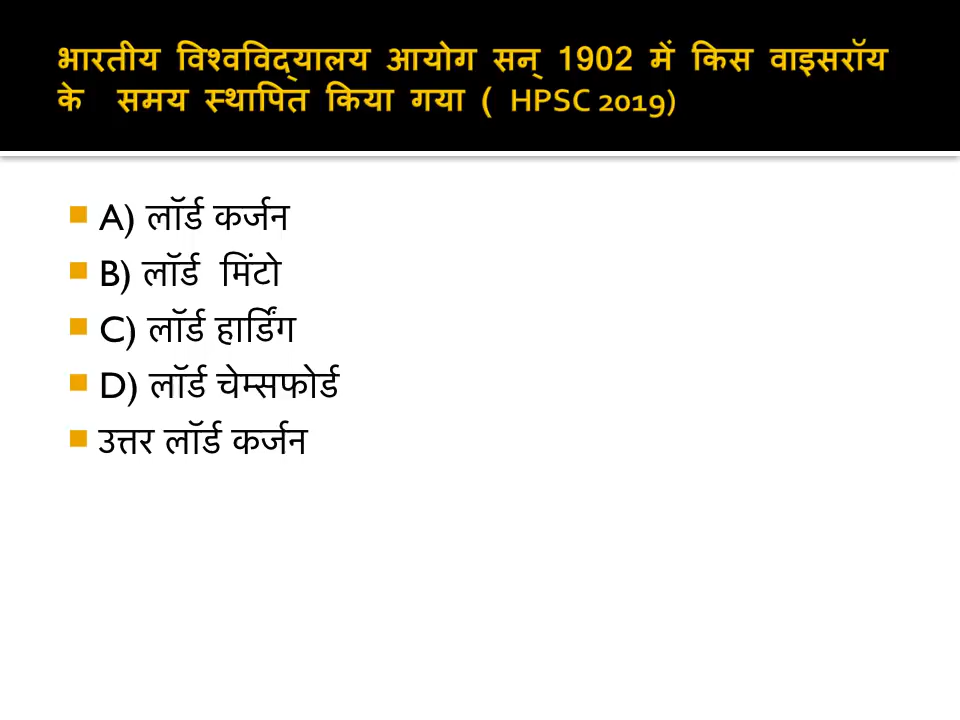 भारतीय विश्वविद्यालय आयोग सन् 1902 में किस वाइसरॉय
के समय स्थापित किया गया ( HPSC 2019)
A) लॉर्ड कर्जन
B) लॉर्ड मिंटो
C) लॉर्ड हार्डिंग
D) लॉर्ड चेम्सफोर्ड
उत्तर लॉर्ड कर्जन